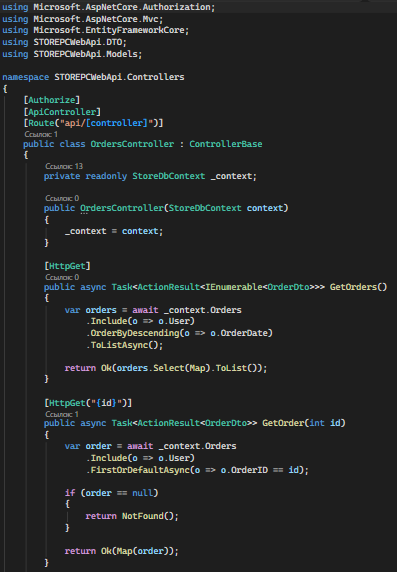 using Microsoft.AspNetCore.Authorization;
using Microsoft.AspNetCore.Mvc;
using Microsoft.EntityFrameworkCore;
using STOREPCWebApi.DTO;
using STOREPCWebApi.Models;

namespace STOREPCWebApi.Controllers
{
    [Authorize]
    [ApiController]
    [Route("api/[controller]")]
    Ссылок: 1
    public class OrdersController : ControllerBase
    {
        Ссылок: 13
        private readonly StoreDbContext _context;

        Ссылок: 0
        public OrdersController(StoreDbContext context)
        {
            _context = context;
        }

        [HttpGet]
        Ссылок: 0
        public async Task<ActionResult<IEnumerable<OrderDto>>> GetOrders()
        {
            var orders = await _context.Orders
                .Include(o => o.User)
                .OrderByDescending(o => o.OrderDate)
                .ToListAsync();

            return Ok(orders.Select(Map).ToList());
        }

        [HttpGet("{id}")]
        Ссылок: 1
        public async Task<ActionResult<OrderDto>> GetOrder(int id)
        {
            var order = await _context.Orders
                .Include(o => o.User)
                .FirstOrDefaultAsync(o => o.OrderID == id);

            if (order == null)
            {
                return NotFound();
            }

            return Ok(Map(order));
        }